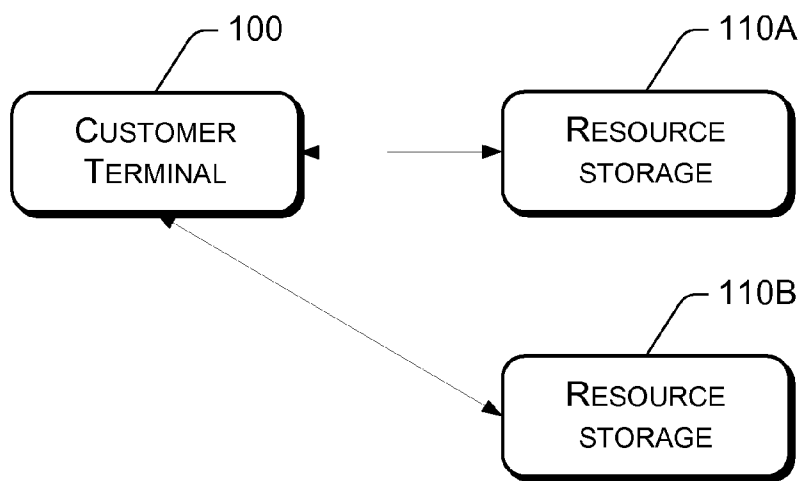 100
110A
CUSTOMER
TERMINAL
RESOURCE
STORAGE
110B
RESOURCE
STORAGE